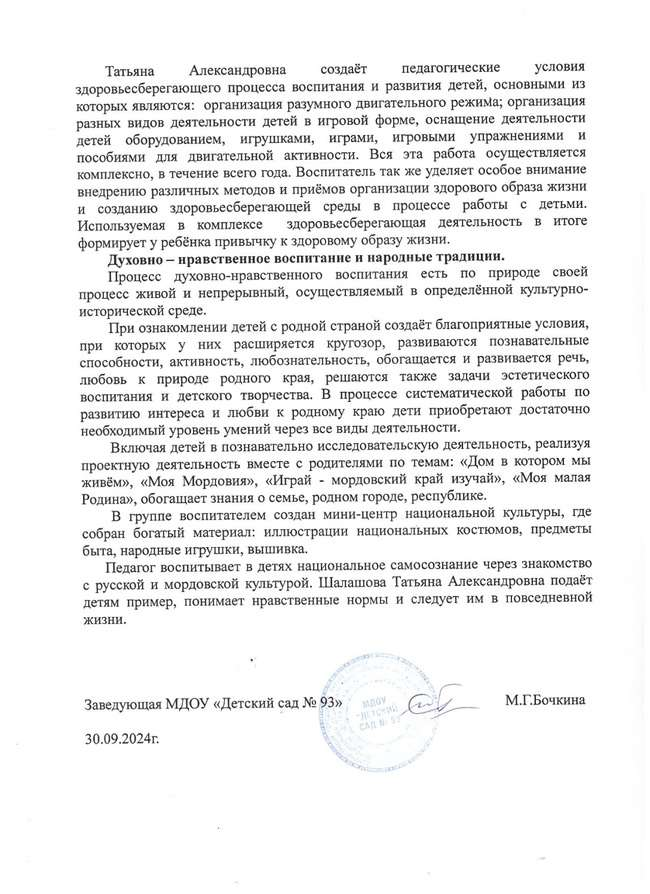 Татьяна Александровна создаёт педагогические условия
здоровьесберегающего процесса воспитания и развития детей, основными из
которых являются: организация разумного двигательного режима; организация
разных видов деятельности детей в игровой форме, оснащение деятельности
детей оборудованием, игрушками, играми, игровыми упражнениями и
пособиями для двигательной активности. Вся эта работа осуществляется
комплексно, в течение всего года. Воспитатель так же уделяет особое внимание
внедрению различных методов и приёмов организации здорового образа жизни
и созданию здоровьесберегающей среды в процессе работы с детьми.
Используемая в комплексе здоровьесберегающая деятельность в итоге
формирует у ребёнка привычку к здоровому образу жизни.
Духовно – нравственное воспитание и народные традиции.
Процесс духовно-нравственного воспитания есть по природе своей
процесс живой и непрерывный, осуществляемый в определённой культурно-
исторической среде.
При ознакомлении детей с родной страной создаёт благоприятные условия,
при которых у них расширяется кругозор, развиваются познавательные
способности, активность, любознательность, обогащается и развивается речь,
любовь к природе родного края, решаются также задачи эстетического
воспитания и детского творчества. В процессе систематической работы по
развитию интереса и любви к родному краю дети приобретают достаточно
необходимый уровень умений через все виды деятельности.
Включая детей в познавательно исследовательскую деятельность, реализуя
проектную деятельность вместе с родителями по темам: «Дом в котором мы
живём», «Моя Мордовия», «Играй - мордовский край изучай», «Моя малая
Родина», обогащает знания о семье, родном городе, республике.
В группе воспитателем создан мини-центр национальной культуры, где
собран богатый материал: иллюстрации национальных костюмов, предметы
быта, народные игрушки, вышивка.
Педагог воспитывает в детях национальное самосознание через знакомство
с русской и мордовской культурой. Шалашова Татьяна Александровна подаёт
детям пример, понимает нравственные нормы и следует им в повседневной
жизни.
Заведующая МДОУ «Детский сад № 93» М.Г.Бочкина
МДОУ
"ДЕТСКИЙ
САД № 93"
30.09.2024г.